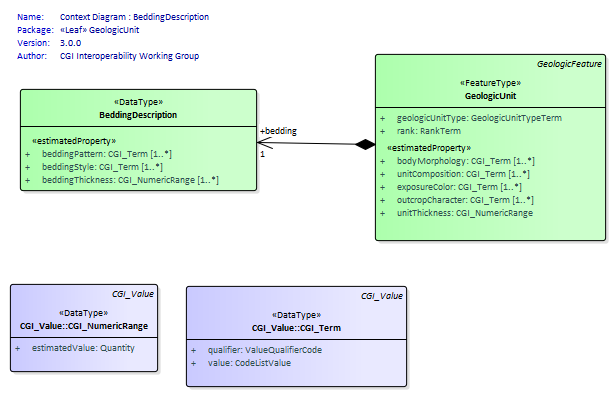 Name: Context Diagram : BeddingDescription
Package: «Leaf» GeologicUnit
Version: 3.0.0
Author: CGI Interoperability Working Group
GeologicFeature
«FeatureType»
GeologicUnit
+ geologicUnitType: GeologicUnitTypeTerm
+ rank: RankTerm
«estimatedProperty»
+ bodyMorphology: CGI_Term [1..*]
+ unitComposition: CGI_Term [1..*]
+ exposureColor: CGI_Term [1..*]
+ outcropCharacter: CGI_Term [1..*]
+ unitThickness: CGI_NumericRange
«DataType»
BeddingDescription
«estimatedProperty»
+ beddingPattern: CGI_Term [1..*]
+ beddingStyle: CGI_Term [1..*]
+ beddingThickness: CGI_NumericRange [1..*]
+bedding
1
CGI_Value
«DataType»
CGI_Value::CGI_NumericRange
+ estimatedValue: Quantity
CGI_Value
«DataType»
CGI_Value::CGI_Term
+ qualifier: ValueQualifierCode
+ value: CodeListValue